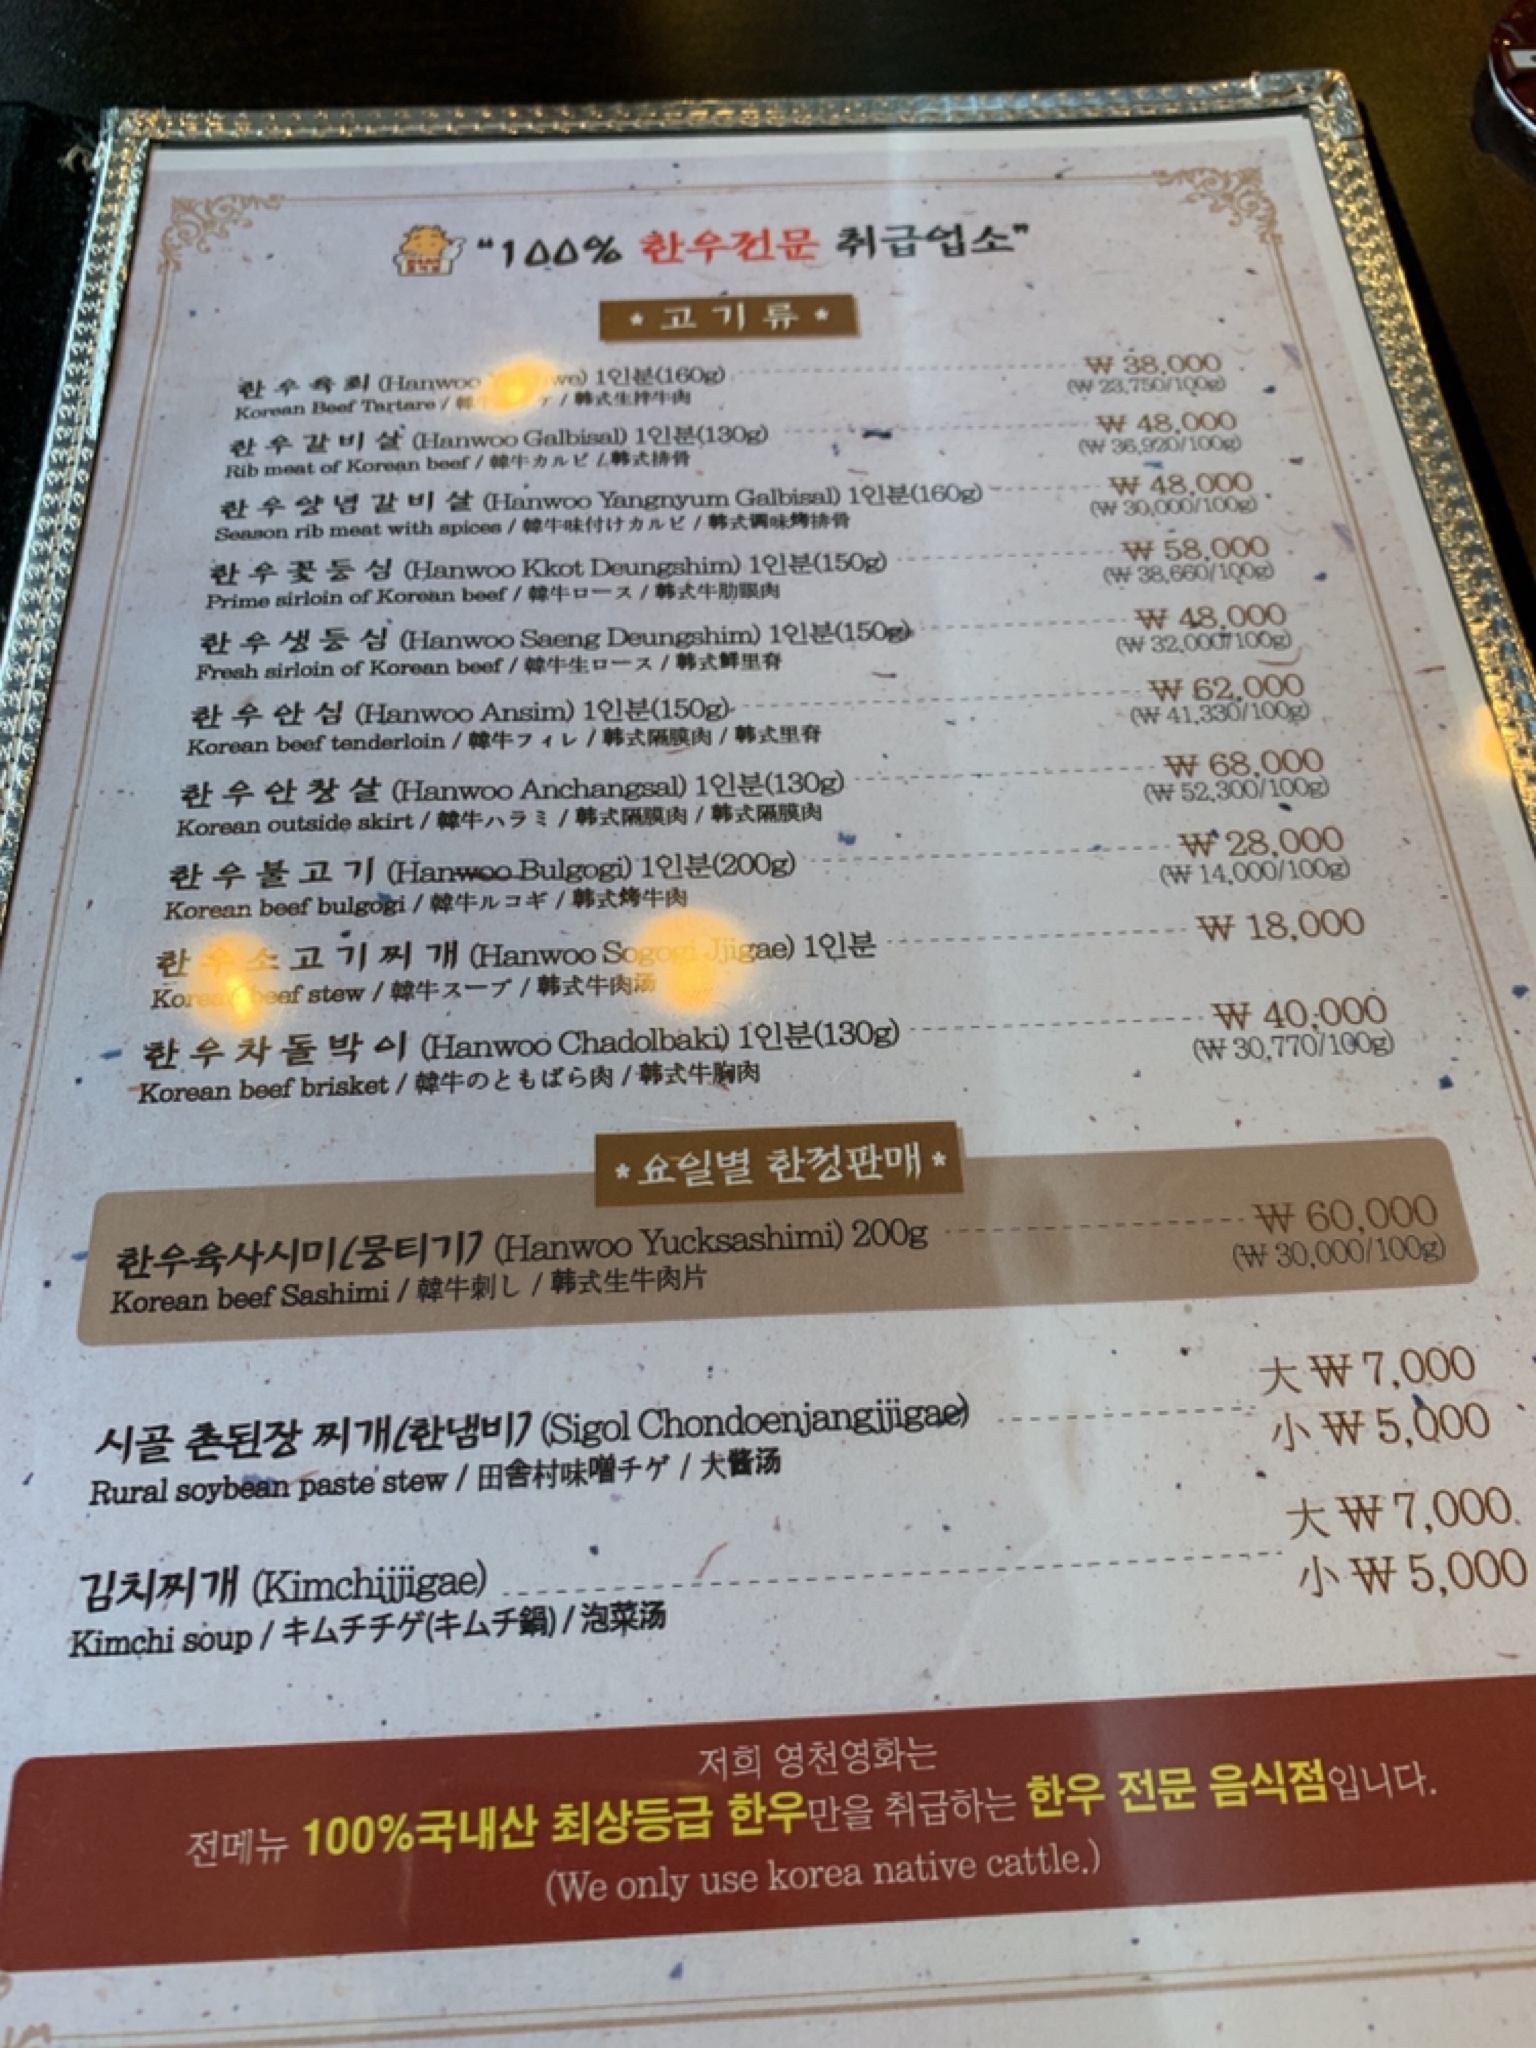 "100% 한우전문 취급업소"
* 고기류 *
한우육회 (Hanwoo 1인분(160g) ₩ 38,000
Korean Beef Tartare / 韓牛 / 韩式生拌牛肉 (₩ 23,750/100g)
한우갈비살 (Hanwoo Galbisal) 1인분(130g) ₩ 48,000
Rib meat of Korean beef / 韓牛カルビ / 韩式排骨 (₩ 36,920/100g)
한우양념갈비살 (Hanwoo Yangnyum Galbisal) 1인분(160g) ₩ 48,000
Season rib meat with spices / 韓牛味付けカルビ / 韩式调味烤排骨 (₩ 30,000/100g)
한우꽃등심 (Hanwoo Kkot Deungshim) 1인분(150g) ₩ 58,000
Prime sirloin of Korean beef / 韓牛ロース / 韩式牛肋眼肉 (₩ 38,660/100g)
한우생등심 (Hanwoo Saeng Deungshim) 1인분(150g) ₩ 48,000
Fresh sirloin of Korean beef / 韓牛生ロース / 韩式鲜里脊 (₩ 32,000/100g)
한우안심 (Hanwoo Ansim) 1인분(150g) ₩ 62,000
Korean beef tenderloin / 韓牛フィレ / 韩式隔膜肉 / 韩式里脊 (₩ 41,330/100g)
한우안창살 (Hanwoo Anchangsal) 1인분(130g) ₩ 68,000
Korean outside skirt / 韓牛ハラミ / 韩式隔膜肉 / 韩式隔膜肉 (₩ 52,300/100g)
한우불고기 (Hanwoo Bulgogi) 1인분(200g) ₩ 28,000
Korean beef bulgogi / 韓牛ルコギ / 韩式烤牛肉 (₩ 14,000/100g)
한우소고기찌개 (Hanwoo Sogogi Jjigae) 1인분 ₩ 18,000
Korean beef stew / 韓牛スープ / 韩式牛肉汤
한우차돌박이 (Hanwoo Chadolbaki) 1인분(130g) ₩ 40,000
Korean beef brisket / 韓牛のともばら肉 / 韩式牛胸肉 (₩ 30,770/100g)
* 요일별 한정판매 *
한우육사시미(뭉티기) (Hanwoo Yucksashimi) 200g ₩ 60,000
Korean beef Sashimi / 韓牛刺し / 韩式生牛肉片 (₩ 30,000/100g)
大 ₩ 7,000
시골 촌된장 찌개(한냄비) (Sigol Chondoenjangjjigae) 小 ₩ 5,000
Rural soybean paste stew / 田舎村味噌チゲ / 大酱汤
大 ₩ 7,000
김치찌개 (Kimchijjigae) 小 ₩ 5,000
Kimchi soup / キムチチゲ(キムチ鍋) / 泡菜汤
저희 영천영화는
전메뉴 100%국내산 최상등급 한우만을 취급하는 한우 전문 음식점입니다.
(We only use korea native cattle.)